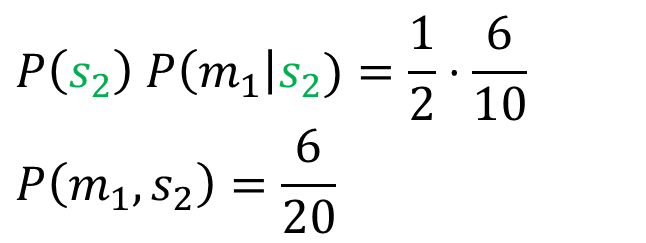 P(s₂) P(m₁|s₂) = 1/2 · 6/10
P(m₁, s₂) = 6/20